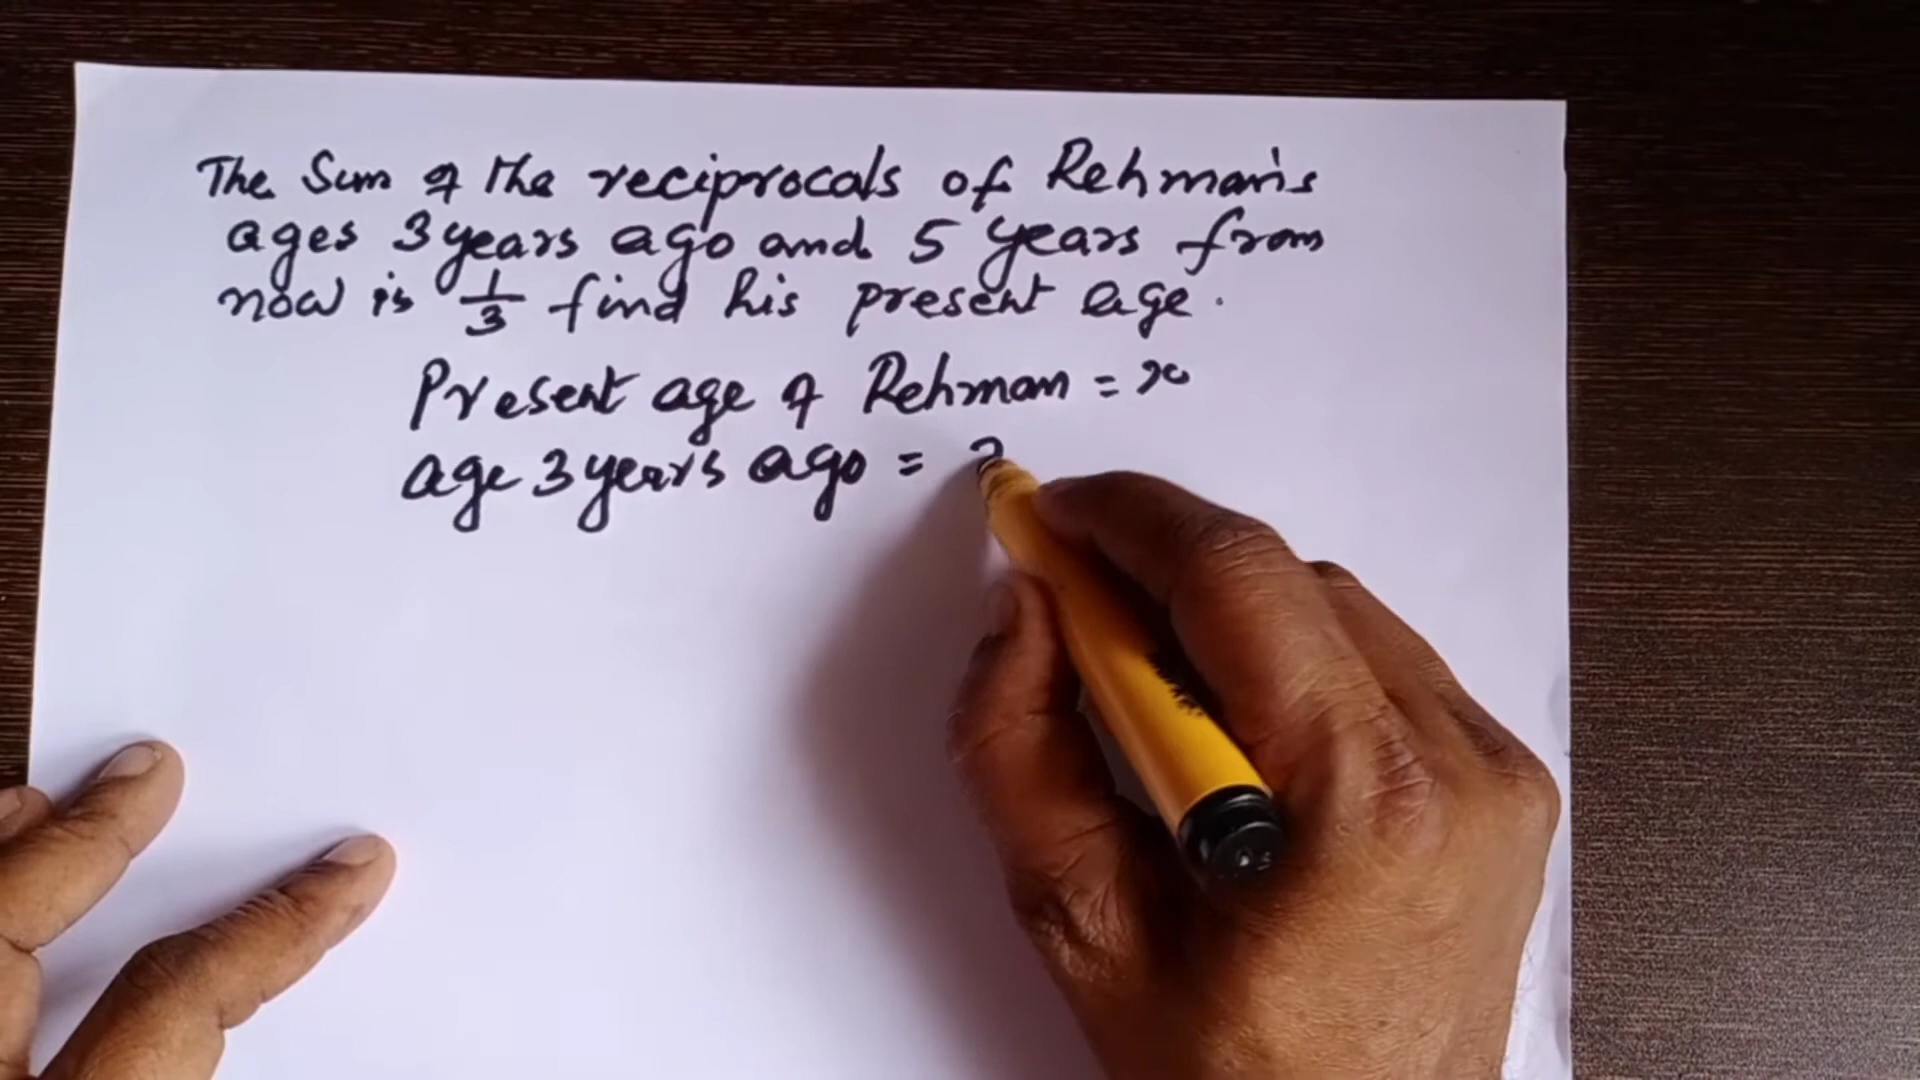 The Sum of the reciprocals of Rehman's
ages 3 years ago and 5 years from
now is 1/3 find his present age.
Present age of Rehman = x
age 3 years ago =